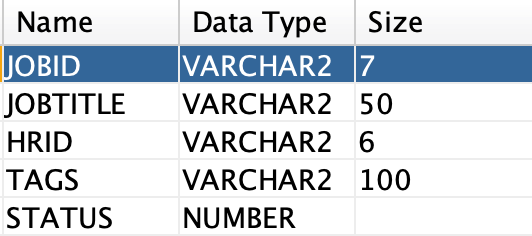 Name Data Type Size
JOBID VARCHAR2 7
JOBTITLE VARCHAR2 50
HRID VARCHAR2 6
TAGS VARCHAR2 100
STATUS NUMBER